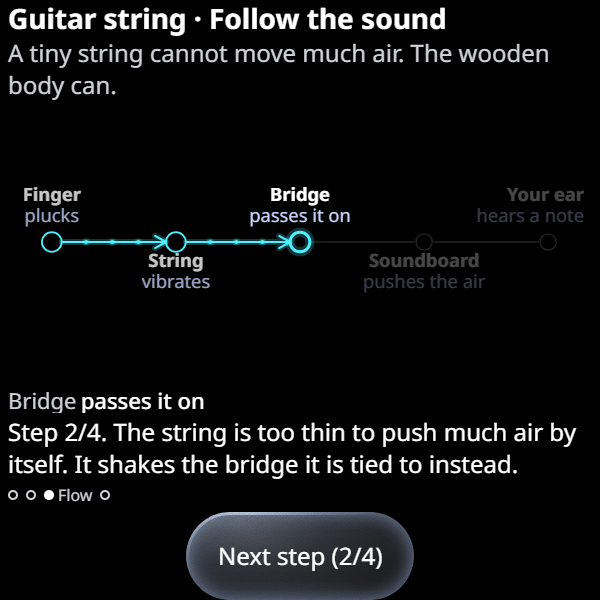 Guitar string · Follow the sound
A tiny string cannot move much air. The wooden
body can.
Finger
plucks
Bridge
passes it on
Your ear
hears a note
String
vibrates
Soundboard
pushes the air
Bridge passes it on
Step 2/4. The string is too thin to push much air by
itself. It shakes the bridge it is tied to instead.
Flow
Next step (2/4)